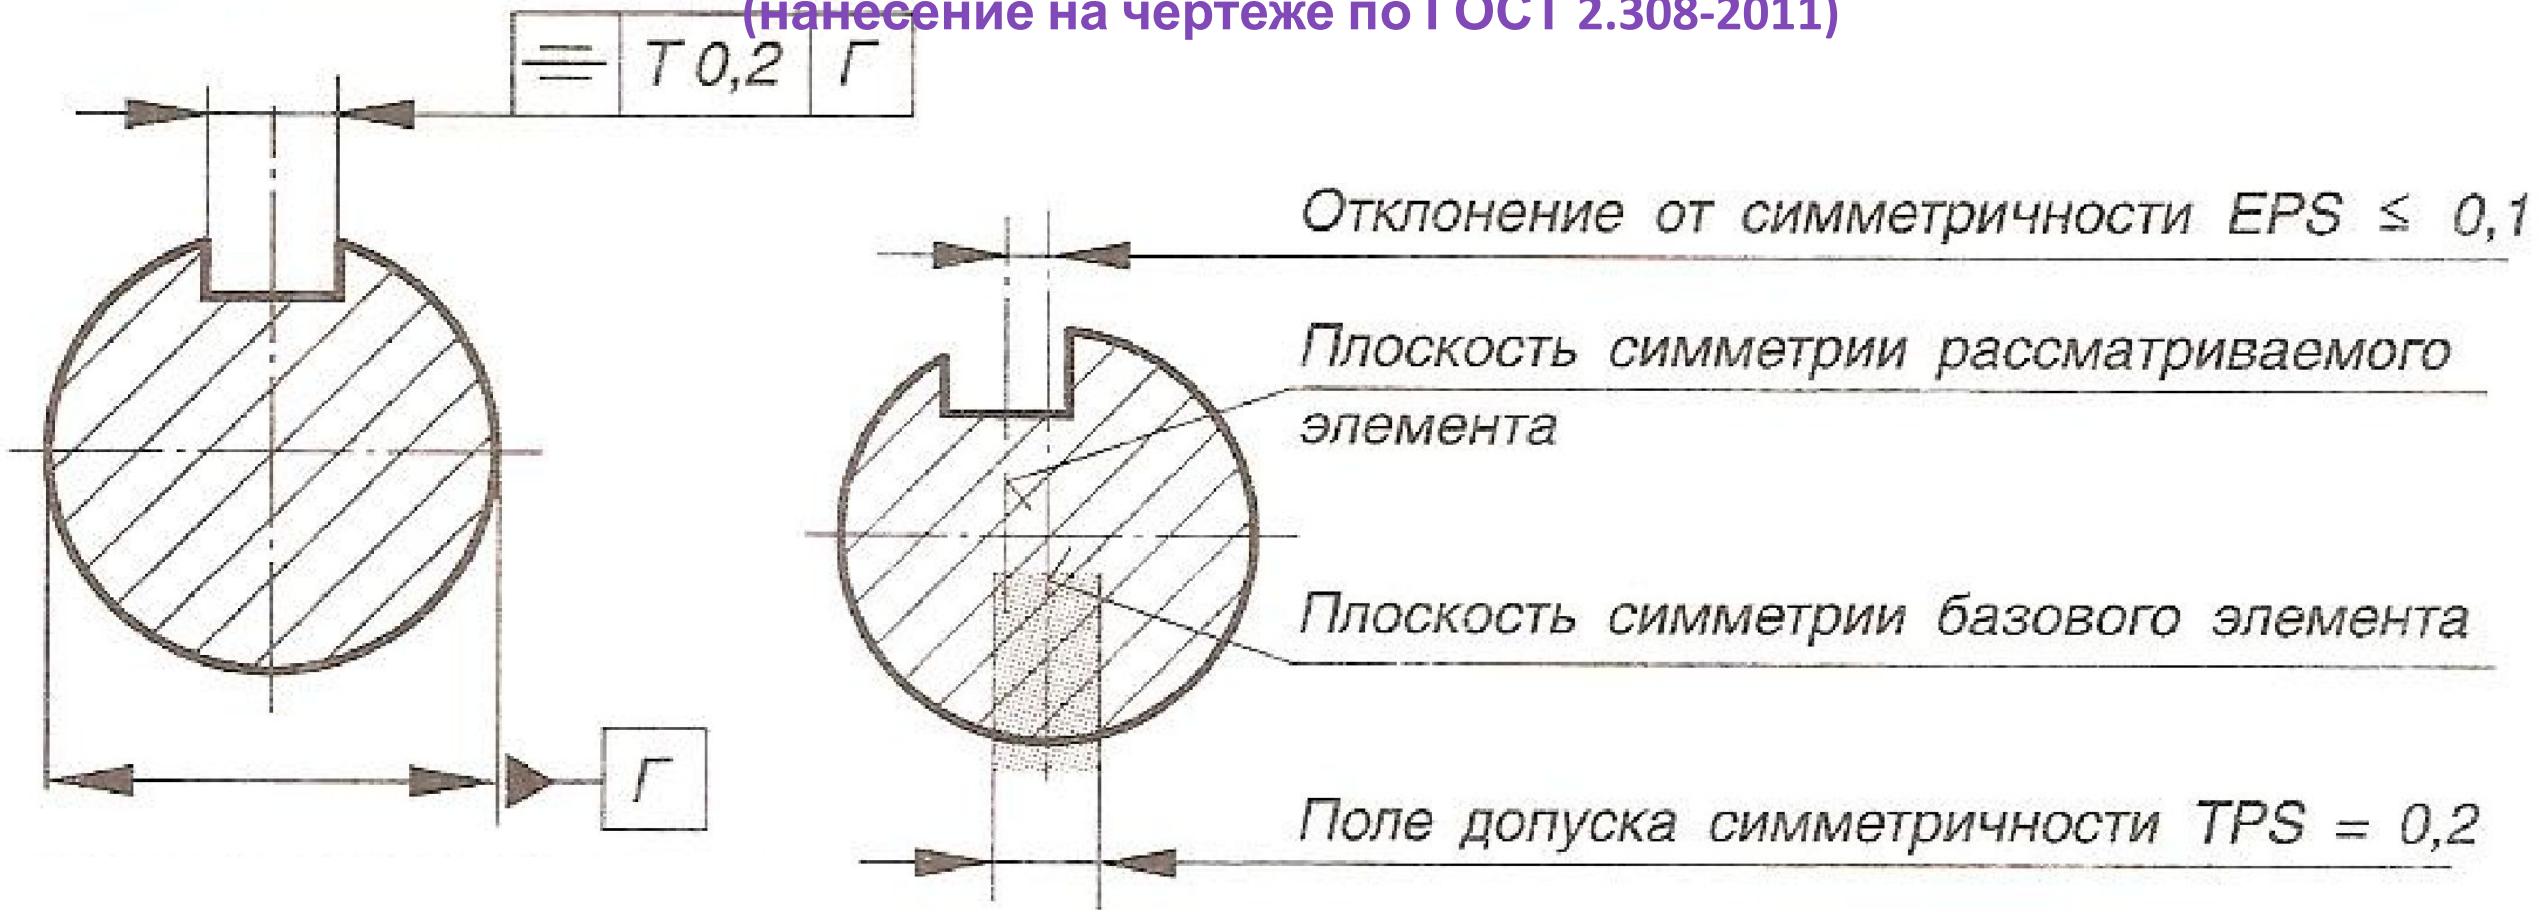 (нанесение на чертеже по ГОСТ 2.308-2011)
T 0,2 Г
Отклонение от симметричности EPS ≤ 0,1
Плоскость симметрии рассматриваемого
элемента
Плоскость симметрии базового элемента
Г
Поле допуска симметричности TPS = 0,2